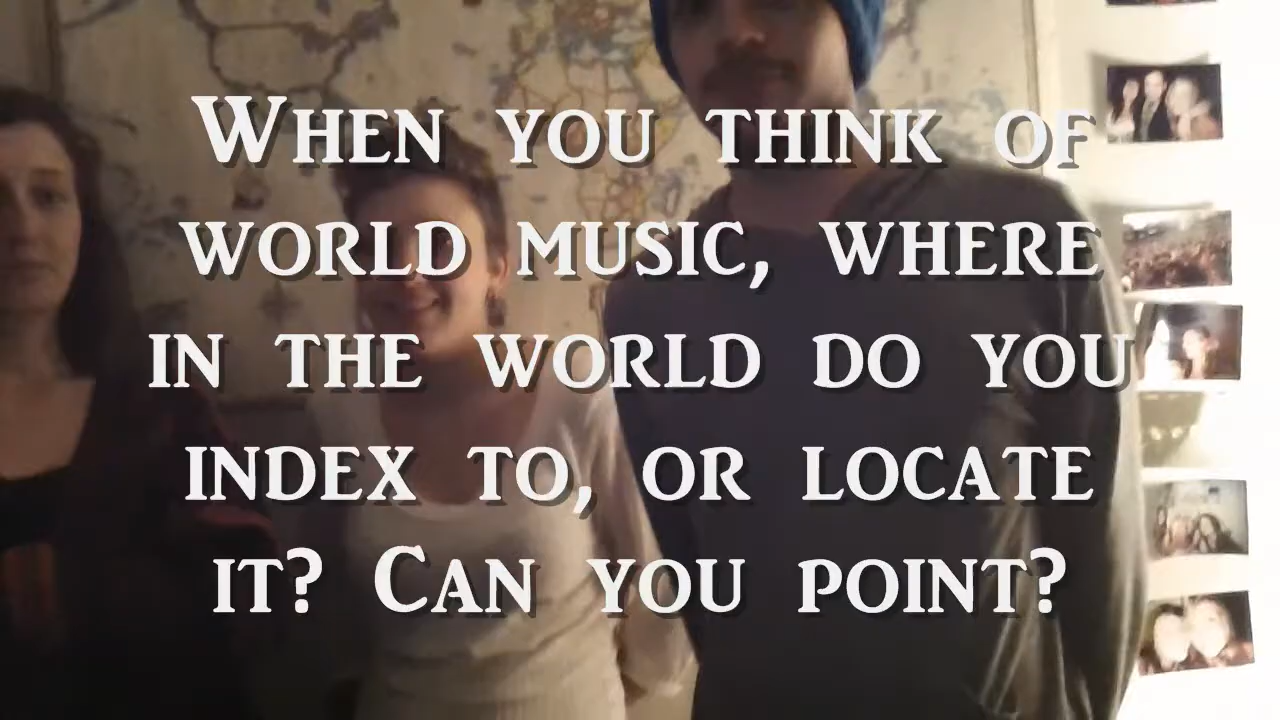 When you think of
world music, where
in the world do you
index to, or locate
it? Can you point?